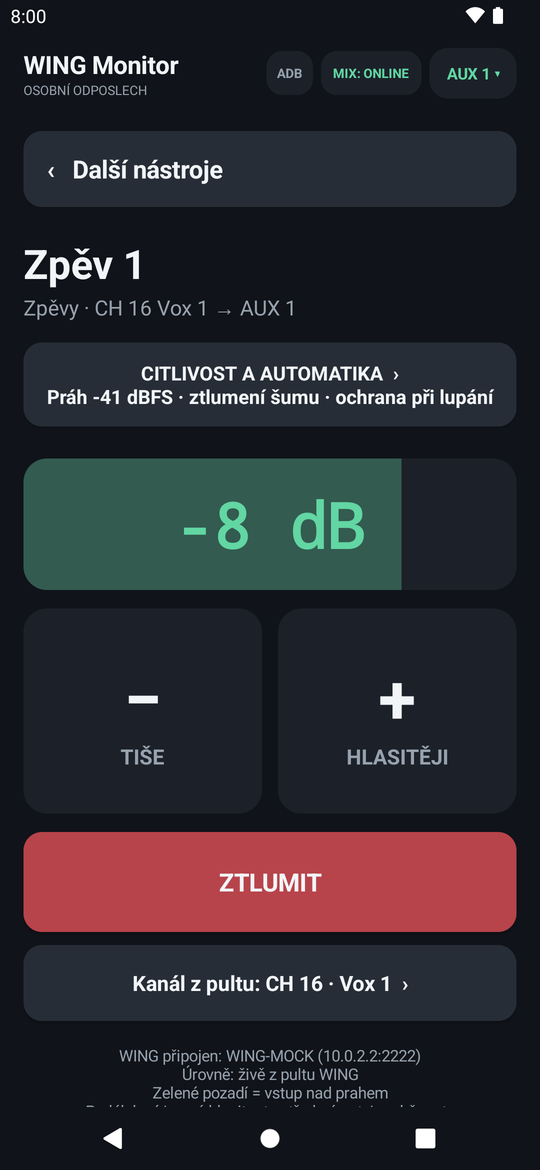 8:00
WING Monitor
OSOBNÍ ODPOSLECH
ADB
MIX: ONLINE
AUX 1 ▾
‹ Další nástroje
Zpěv 1
Zpěvy · CH 16 Vox 1 → AUX 1
CITLIVOST A AUTOMATIKA ›
Práh -41 dBFS · ztlumení šumu · ochrana při lupání
-8 dB
−
+
TIŠE
HLASITĚJI
ZTLUMIT
Kanál z pultu: CH 16 · Vox 1 ›
WING připojen: WING-MOCK (10.0.2.2:2222)
Úrovně: živě z pultu WING
Zelené pozadí = vstup nad prahem